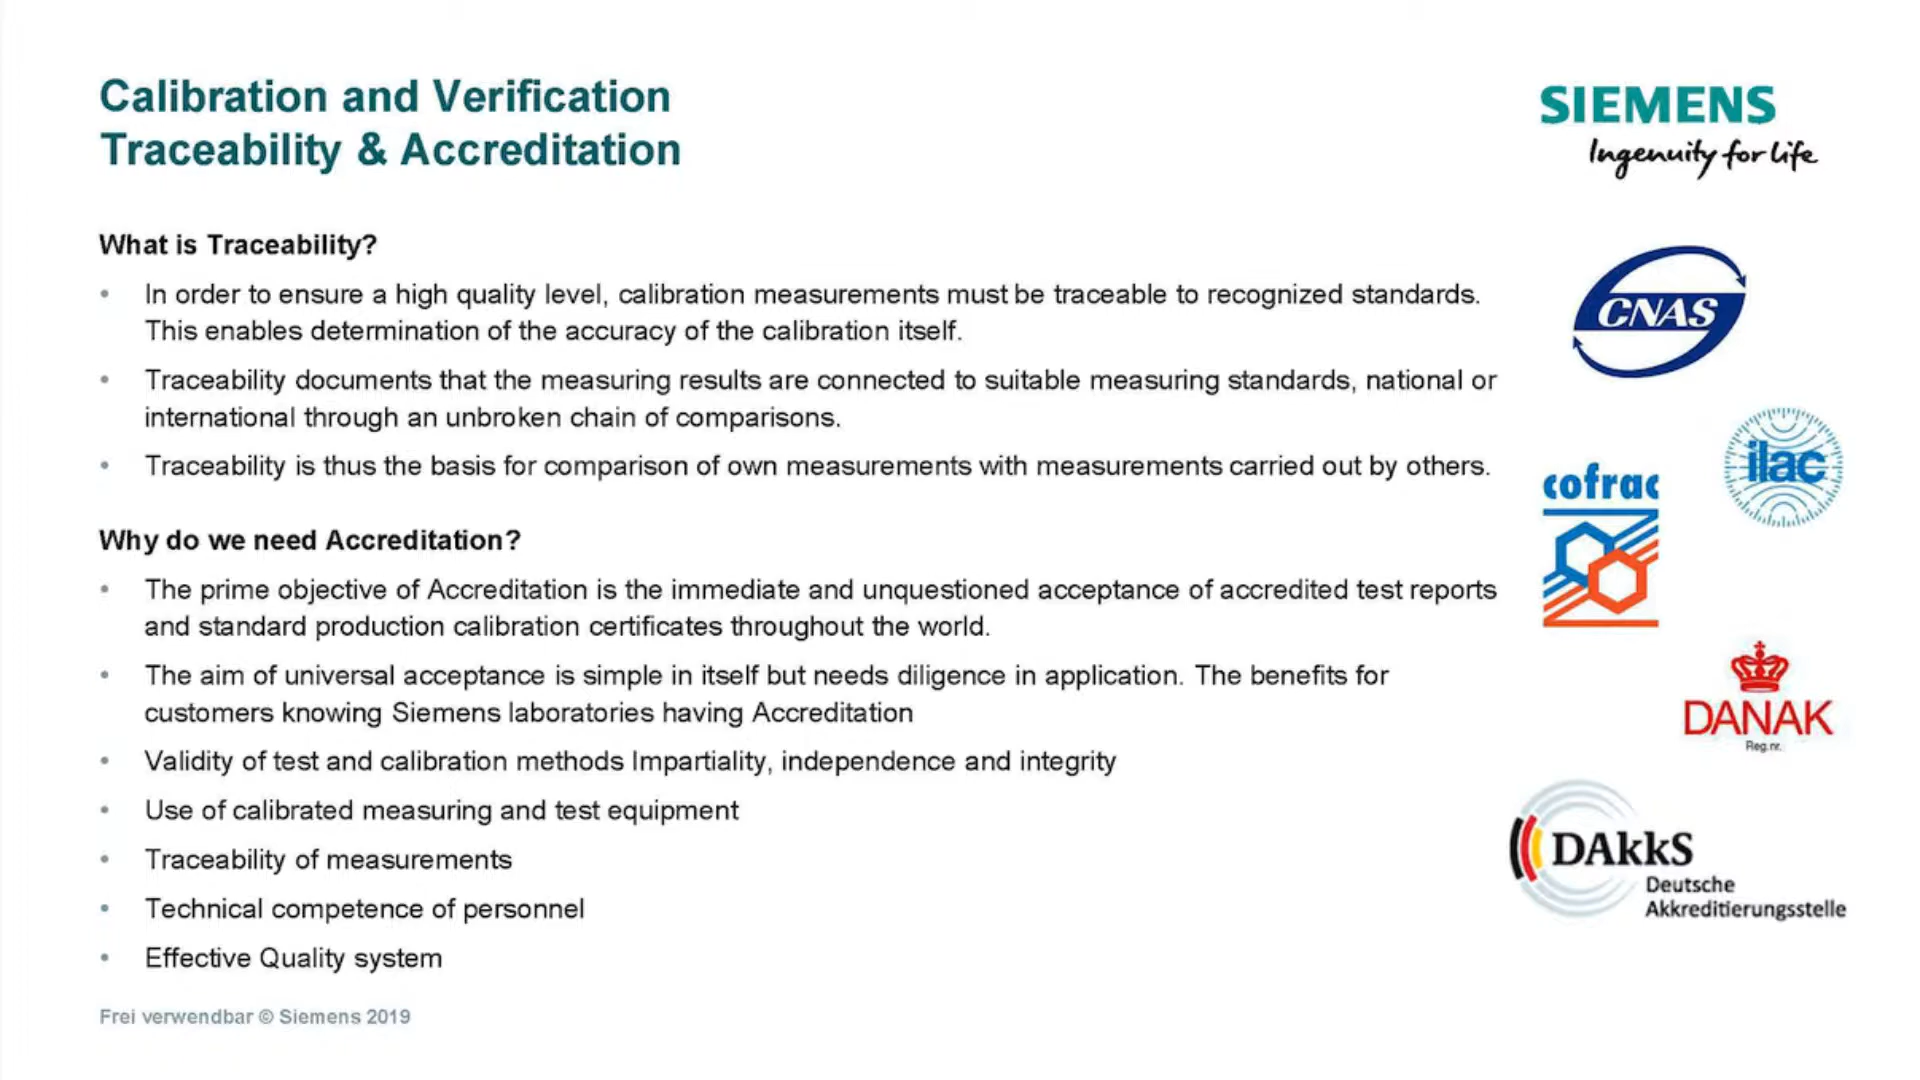 Calibration and Verification
Traceability & Accreditation
SIEMENS
Ingenuity for life
What is Traceability?
• In order to ensure a high quality level, calibration measurements must be traceable to recognized standards.
This enables determination of the accuracy of the calibration itself.
• Traceability documents that the measuring results are connected to suitable measuring standards, national or
international through an unbroken chain of comparisons.
• Traceability is thus the basis for comparison of own measurements with measurements carried out by others.
Why do we need Accreditation?
• The prime objective of Accreditation is the immediate and unquestioned acceptance of accredited test reports
and standard production calibration certificates throughout the world.
• The aim of universal acceptance is simple in itself but needs diligence in application. The benefits for
customers knowing Siemens laboratories having Accreditation
• Validity of test and calibration methods Impartiality, independence and integrity
• Use of calibrated measuring and test equipment
• Traceability of measurements
• Technical competence of personnel
• Effective Quality system
CNAS
ilac
cofrac
DANAK
Reg.nr.
DAkkS
Deutsche
Akkreditierungsstelle
Frei verwendbar © Siemens 2019